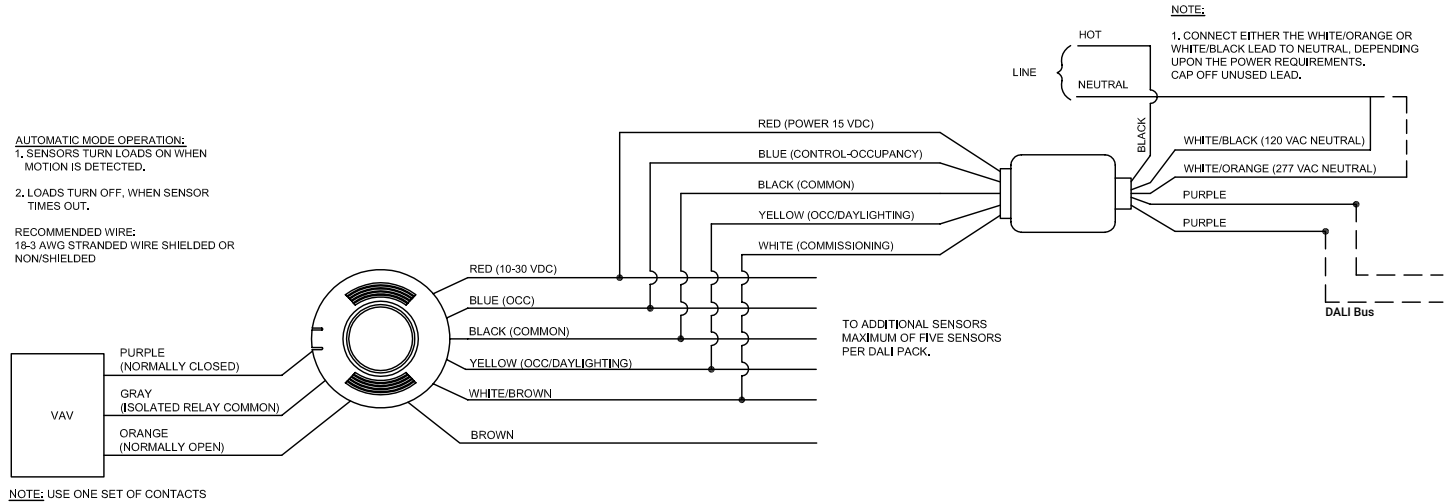 NOTE:
1. CONNECT EITHER THE WHITE/ORANGE OR
WHITE/BLACK LEAD TO NEUTRAL, DEPENDING
UPON THE POWER REQUIREMENTS.
CAP OFF UNUSED LEAD.
HOT
LINE
NEUTRAL
BLACK
RED (POWER 15 VDC)
BLUE (CONTROL-OCCUPANCY)
BLACK (COMMON)
YELLOW (OCC/DAYLIGHTING)
WHITE (COMMISSIONING)
WHITE/BLACK (120 VAC NEUTRAL)
WHITE/ORANGE (277 VAC NEUTRAL)
PURPLE
PURPLE
DALI Bus
AUTOMATIC MODE OPERATION:
1. SENSORS TURN LOADS ON WHEN
MOTION IS DETECTED.
2. LOADS TURN OFF, WHEN SENSOR
TIMES OUT.
RECOMMENDED WIRE:
18-3 AWG STRANDED WIRE SHIELDED OR
NON/SHIELDED
RED (10-30 VDC)
BLUE (OCC)
BLACK (COMMON)
YELLOW (OCC/DAYLIGHTING)
WHITE/BROWN
BROWN
TO ADDITIONAL SENSORS
MAXIMUM OF FIVE SENSORS
PER DALI PACK.
PURPLE
(NORMALLY CLOSED)
GRAY
(ISOLATED RELAY COMMON)
ORANGE
(NORMALLY OPEN)
VAV
NOTE: USE ONE SET OF CONTACTS